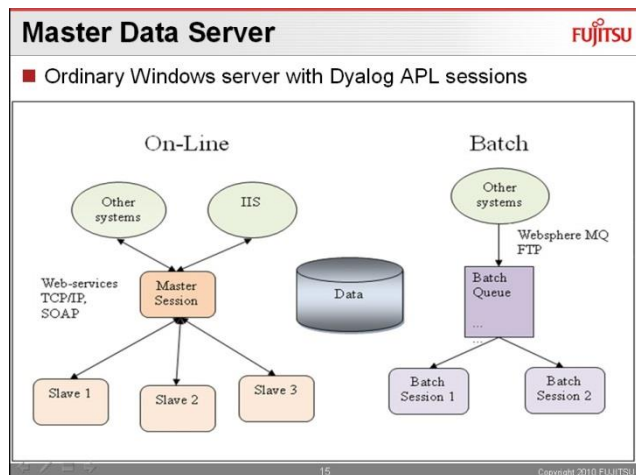 Master Data Server
FUJITSU
Ordinary Windows server with Dyalog APL sessions
On-Line
Batch
Other
systems
IIS
Other
systems
Web-services
TCP/IP,
SOAP
Master
Session
Data
Websphere MQ
FTP
Batch
Queue
...
...
Slave 1
Slave 2
Slave 3
Batch
Session 1
Batch
Session 2
15
Copyright 2010 FUJITSU